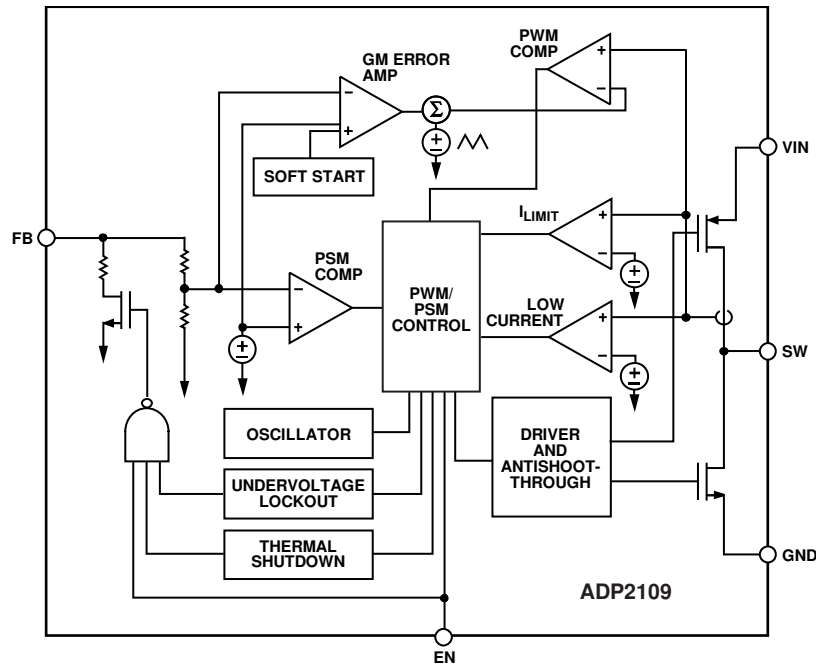 PWM
COMP
GM ERROR
AMP
+
−
−
+
Σ
+
−
SOFT START
VIN
FB
I_LIMIT
+
−
+
−
PSM
COMP
−
+
PWM/
PSM
CONTROL
LOW
CURRENT
+
−
+
−
+
−
SW
OSCILLATOR
DRIVER
AND
ANTISHOOT-
THROUGH
UNDERVOLTAGE
LOCKOUT
THERMAL
SHUTDOWN
GND
ADP2109
EN